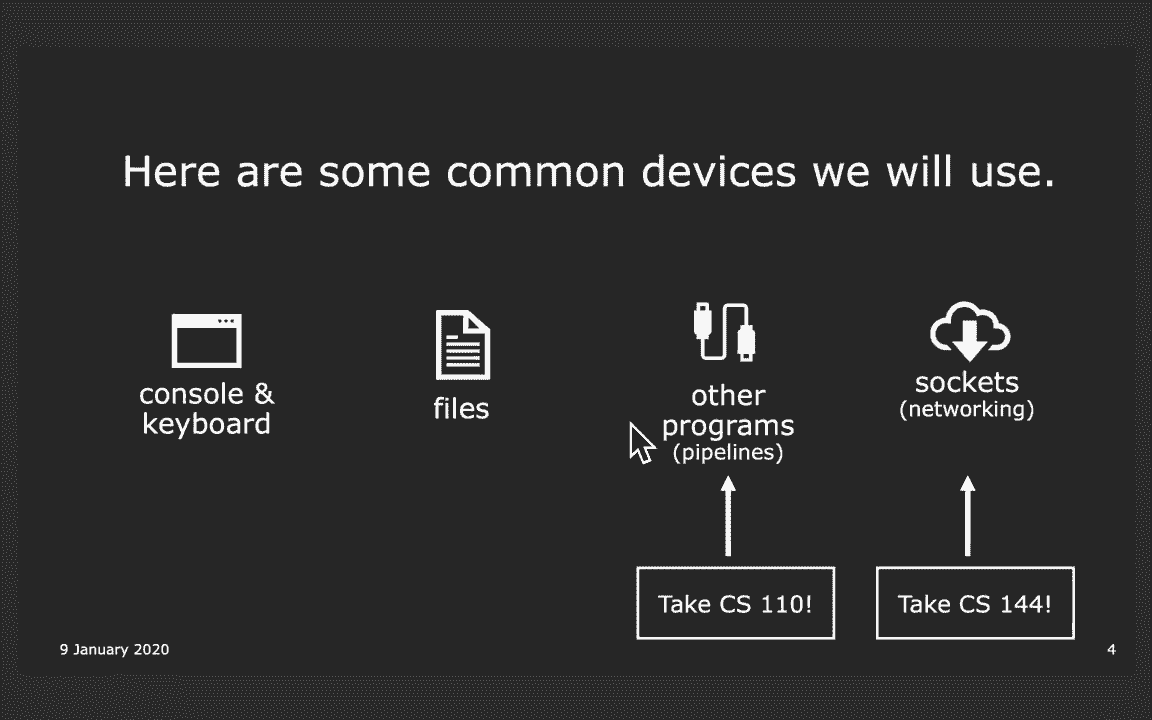 Here are some common devices we will use.
console &
keyboard
files
other
programs
(pipelines)
sockets
(networking)
Take CS 110!
Take CS 144!
9 January 2020
4